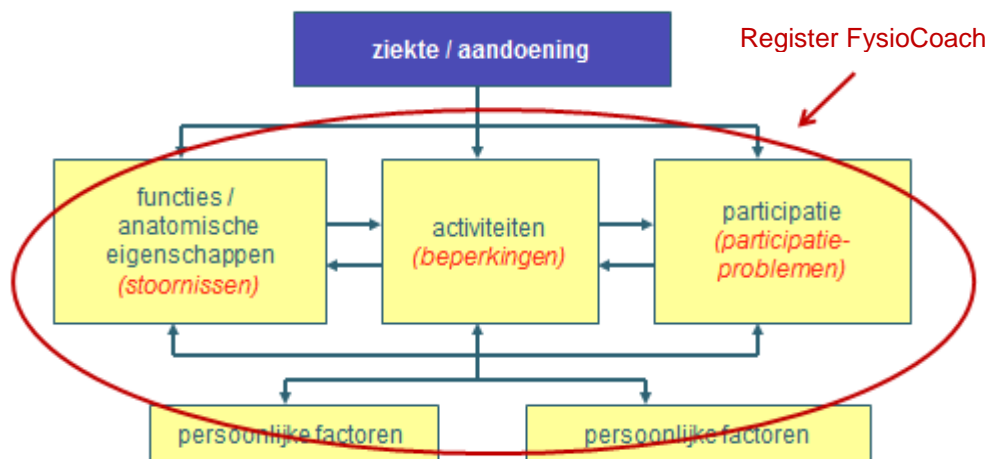 ziekte / aandoening
Register FysioCoach
functies /
anatomische
eigenschappen
(stoornissen)
activiteiten
(beperkingen)
participatie
(participatie-
problemen)
persoonlijke factoren
persoonlijke factoren